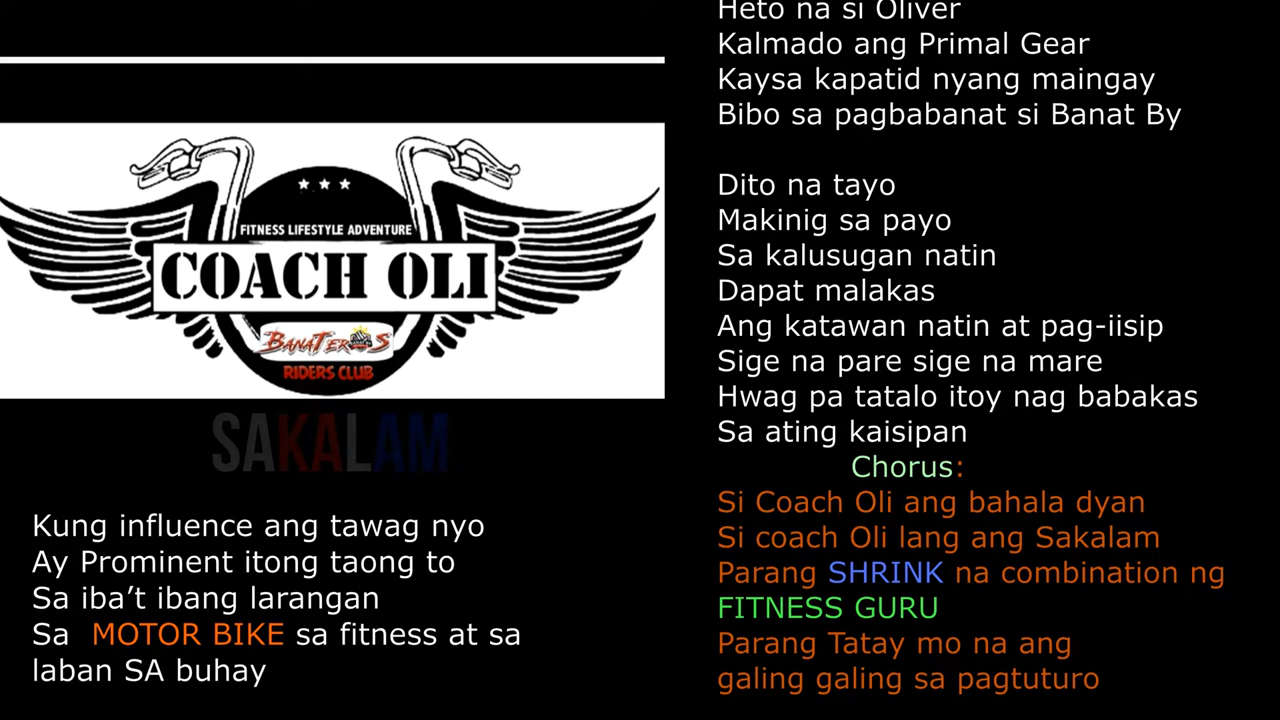 FITNESS LIFESTYLE ADVENTURE
COACH OLI
BANATEROS
RIDERS CLUB
SAKALAM
Kung influence ang tawag nyo
Ay Prominent itong taong to
Sa iba’t ibang larangan
Sa MOTOR BIKE sa fitness at sa
laban SA buhay
Heto na si Oliver
Kalmado ang Primal Gear
Kaysa kapatid nyang maingay
Bibo sa pagbabanat si Banat By
Dito na tayo
Makinig sa payo
Sa kalusugan natin
Dapat malakas
Ang katawan natin at pag-iisip
Sige na pare sige na mare
Hwag pa tatalo itoy nag babakas
Sa ating kaisipan
Chorus:
Si Coach Oli ang bahala dyan
Si coach Oli lang ang Sakalam
Parang SHRINK na combination ng
FITNESS GURU
Parang Tatay mo na ang
galing galing sa pagtuturo